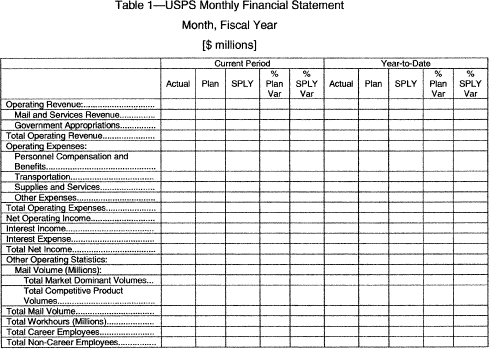 Table 1—USPS Monthly Financial Statement
Month, Fiscal Year
[$ millions]
Current Period Year-to-Date
Actual Plan SPLY % Plan Var % SPLY Var Actual Plan SPLY % Plan Var % SPLY Var
Operating Revenue:
Mail and Services Revenue
Government Appropriations
Total Operating Revenue
Operating Expenses:
Personnel Compensation and
Benefits
Transportation
Supplies and Services
Other Expenses
Total Operating Expenses
Net Operating Income
Interest Income
Interest Expense
Total Net Income
Other Operating Statistics:
Mail Volume (Millions):
Total Market Dominant Volumes...
Total Competitive Product
Volumes
Total Mail Volume
Total Workhours (Millions)
Total Career Employees
Total Non-Career Employees